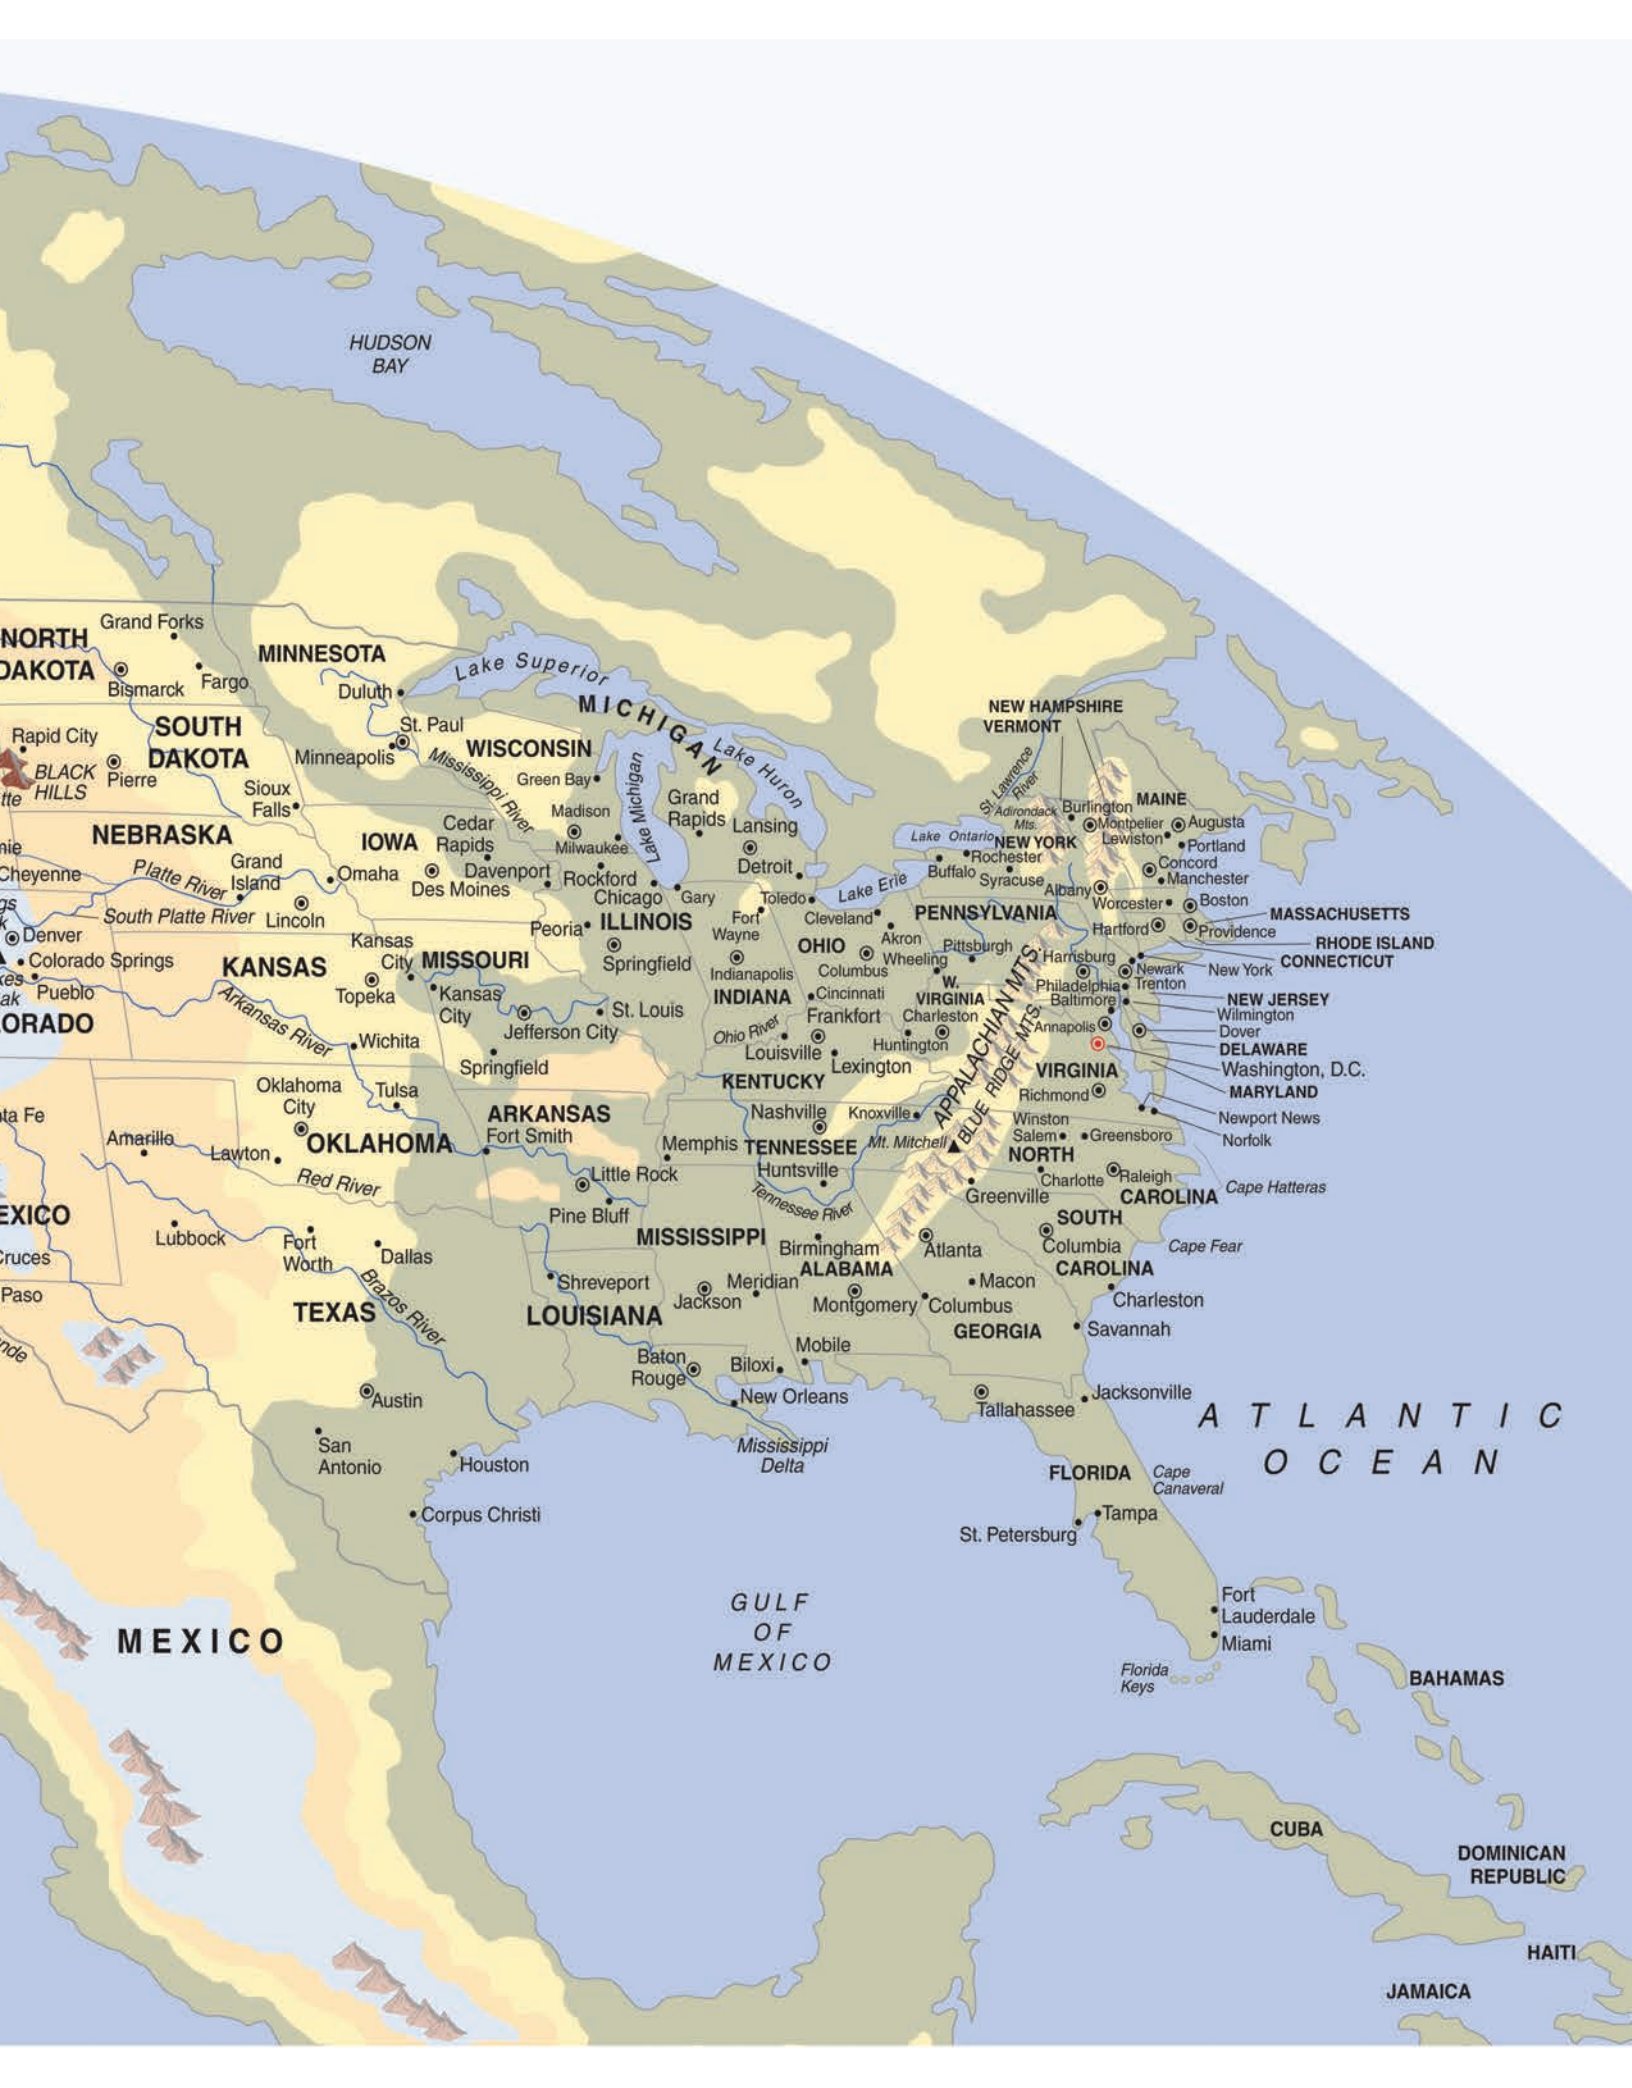 HUDSON
BAY
NORTH
DAKOTA
Grand Forks
Bismarck
Fargo
MINNESOTA
Duluth
Lake Superior
MICHIGAN
St. Paul
Minneapolis
Mississippi River
WISCONSIN
Green Bay
Madison
Milwaukee
Lake Michigan
Lake Huron
Grand
Rapids
Lansing
Detroit
SOUTH
DAKOTA
Rapid City
BLACK
HILLS
Pierre
Sioux
Falls
NEBRASKA
Platte River
Grand
Island
Omaha
South Platte River
Lincoln
Cheyenne
IOWA
Cedar
Rapids
Davenport
Des Moines
Rockford
Chicago
Gary
Peoria
ILLINOIS
Springfield
Fort
Wayne
Indianapolis
INDIANA
Toledo
Lake Erie
Cleveland
Akron
OHIO
Columbus
Wheeling
Cincinnati
NEW HAMPSHIRE
VERMONT
St. Lawrence
River
Adirondack
Mts.
Burlington
MAINE
Montpelier
Augusta
Lewiston
Portland
Lake Ontario
NEW YORK
Rochester
Buffalo
Syracuse
Albany
Concord
Manchester
Worcester
Boston
Hartford
Providence
MASSACHUSETTS
RHODE ISLAND
CONNECTICUT
New York
PENNSYLVANIA
Pittsburgh
Harrisburg
Newark
Trenton
Philadelphia
Baltimore
NEW JERSEY
Wilmington
Annapolis
Dover
DELAWARE
Washington, D.C.
MARYLAND
Newport News
Norfolk
W.
VIRGINIA
Charleston
Huntington
APPALACHIAN MTS.
BLUE RIDGE MTS.
VIRGINIA
Richmond
Denver
Colorado Springs
Pueblo
KANSAS
Kansas
City
Topeka
Arkansas River
Wichita
MISSOURI
Kansas
City
Jefferson City
St. Louis
Springfield
Ohio River
Frankfort
Louisville
Lexington
KENTUCKY
Nashville
Knoxville
Memphis
TENNESSEE
Mt. Mitchell
Huntsville
Tennessee River
Winston
Salem
Greensboro
NORTH
Charlotte
Raleigh
CAROLINA
Cape Hatteras
Greenville
SOUTH
Columbia
CAROLINA
Cape Fear
Charleston
Oklahoma
City
Tulsa
Amarillo
Lawton
OKLAHOMA
Red River
ARKANSAS
Fort Smith
Little Rock
Pine Bluff
Lubbock
Fort
Worth
Dallas
TEXAS
Brazos River
Austin
San
Antonio
Houston
Corpus Christi
Shreveport
LOUISIANA
Baton
Rouge
New Orleans
Mississippi
Delta
MISSISSIPPI
Jackson
Meridian
Biloxi
Mobile
Birmingham
ALABAMA
Montgomery
Atlanta
Macon
Columbus
GEORGIA
Savannah
Tallahassee
Jacksonville
FLORIDA
Cape
Canaveral
Tampa
St. Petersburg
Fort
Lauderdale
Miami
Florida
Keys
ATLANTIC
OCEAN
GULF
OF
MEXICO
MEXICO
BAHAMAS
CUBA
DOMINICAN
REPUBLIC
HAITI
JAMAICA